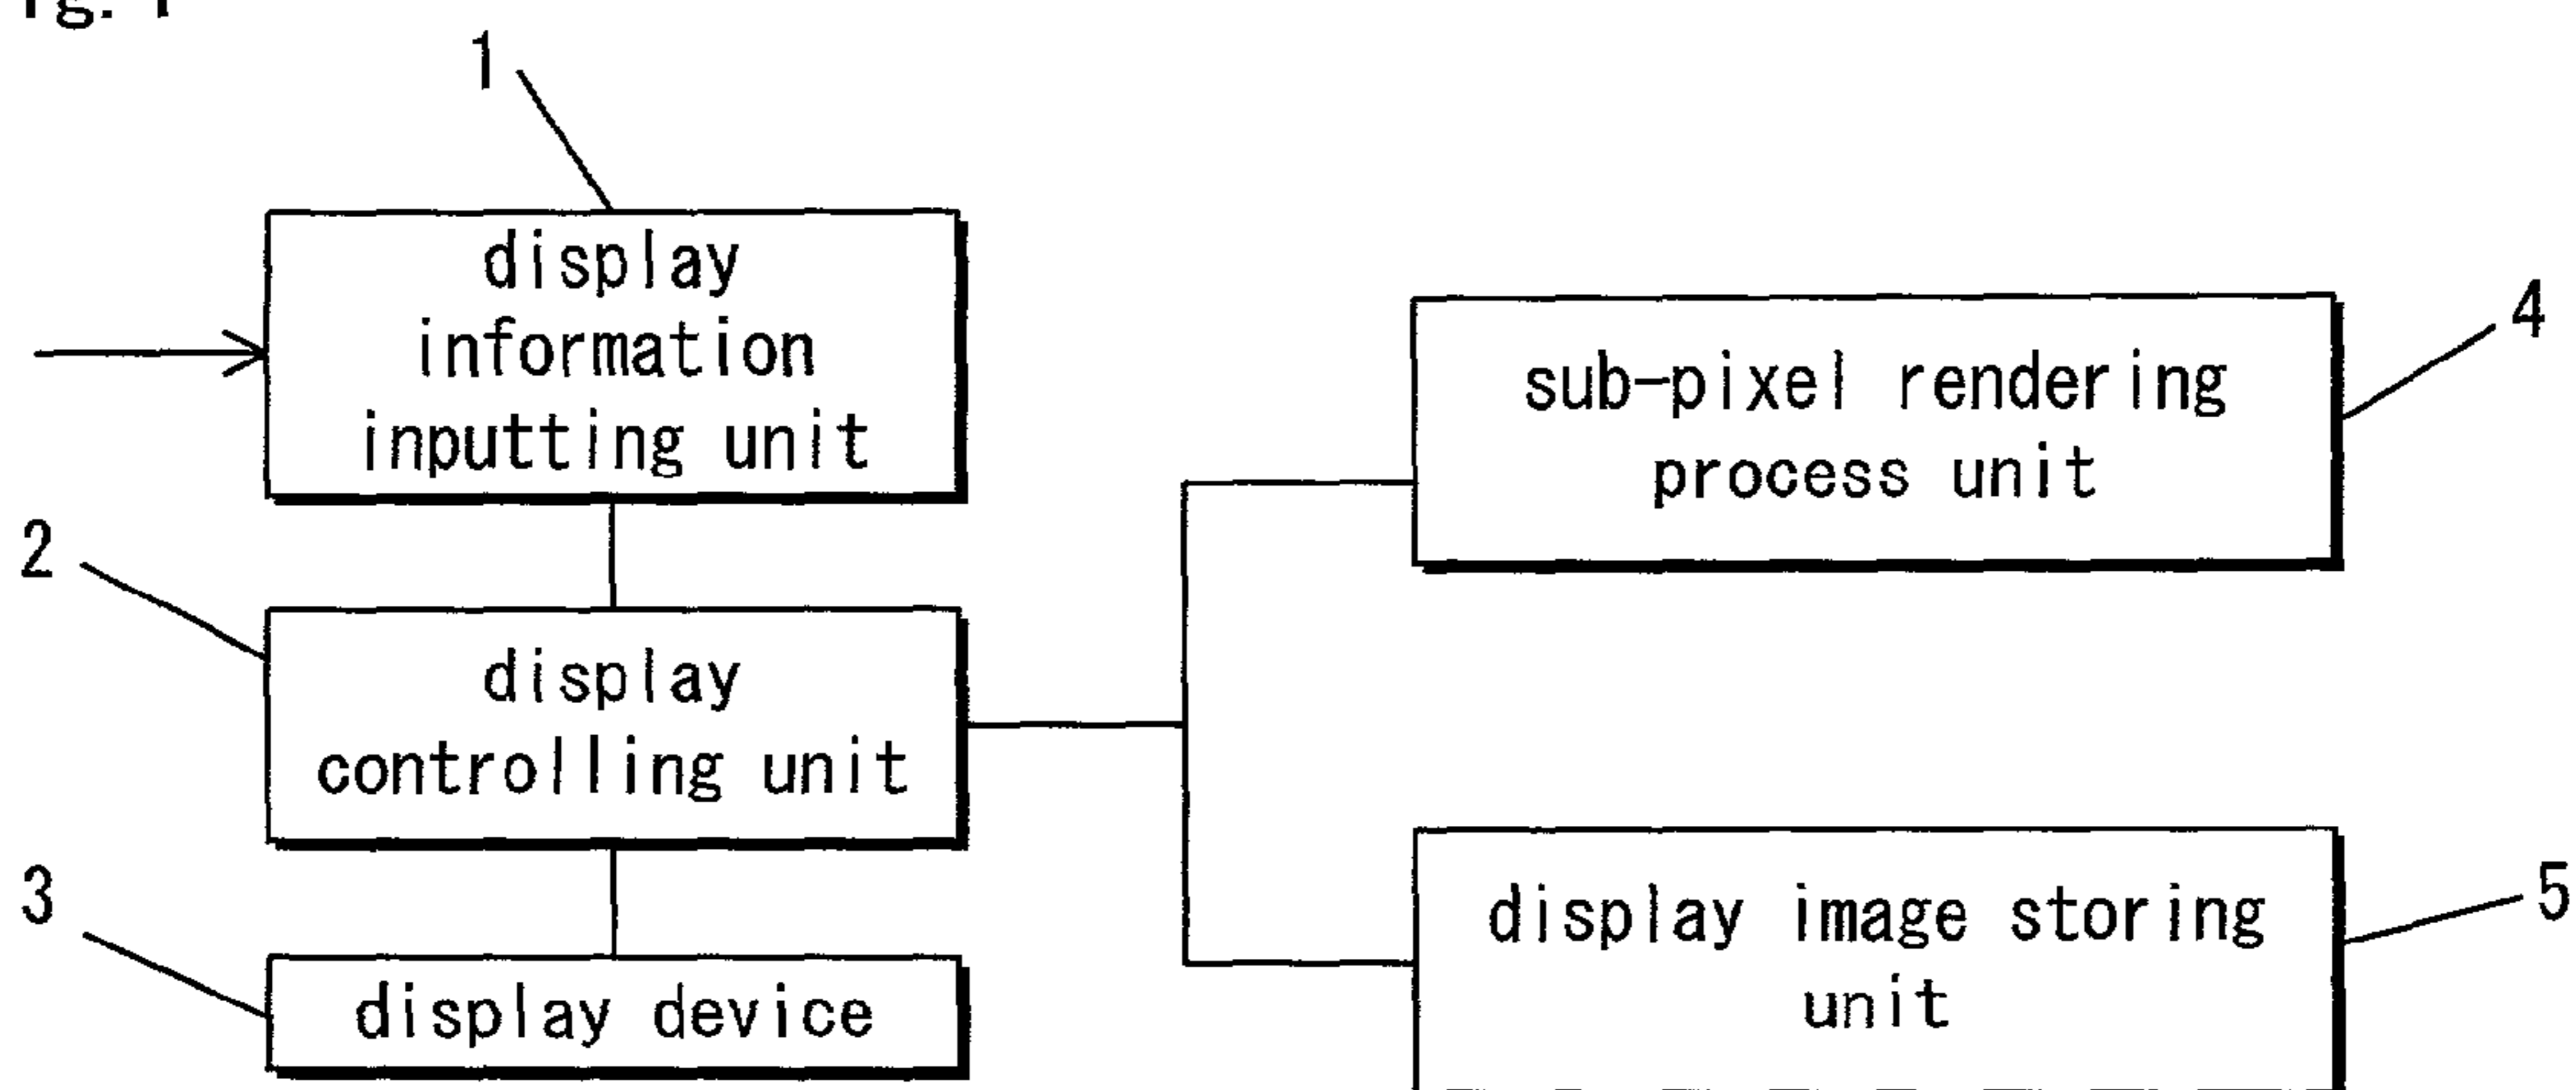 1
display
information
inputting unit
2
display
controlling unit
3
display device
sub-pixel rendering
process unit
4
display image storing
unit
5